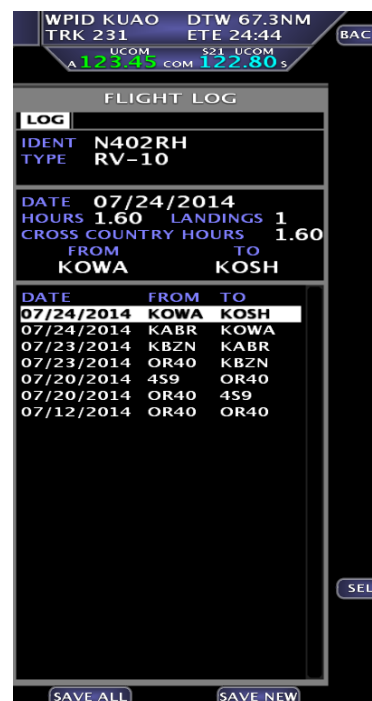 WPID KUAO DTW 67.3NM
TRK 231 ETE 24:44
BAC
UCOM S21 UCOM
A 123.45 COM 122.80 S
FLIGHT LOG
LOG
IDENT N402RH
TYPE RV-10
DATE 07/24/2014
HOURS 1.60 LANDINGS 1
CROSS COUNTRY HOURS 1.60
FROM TO
KOWA KOSH
DATE FROM TO
07/24/2014 KOWA KOSH
07/24/2014 KABR KOWA
07/23/2014 KBZN KABR
07/23/2014 OR40 KBZN
07/20/2014 4S9 OR40
07/20/2014 OR40 4S9
07/12/2014 OR40 OR40
SEL
SAVE ALL SAVE NEW